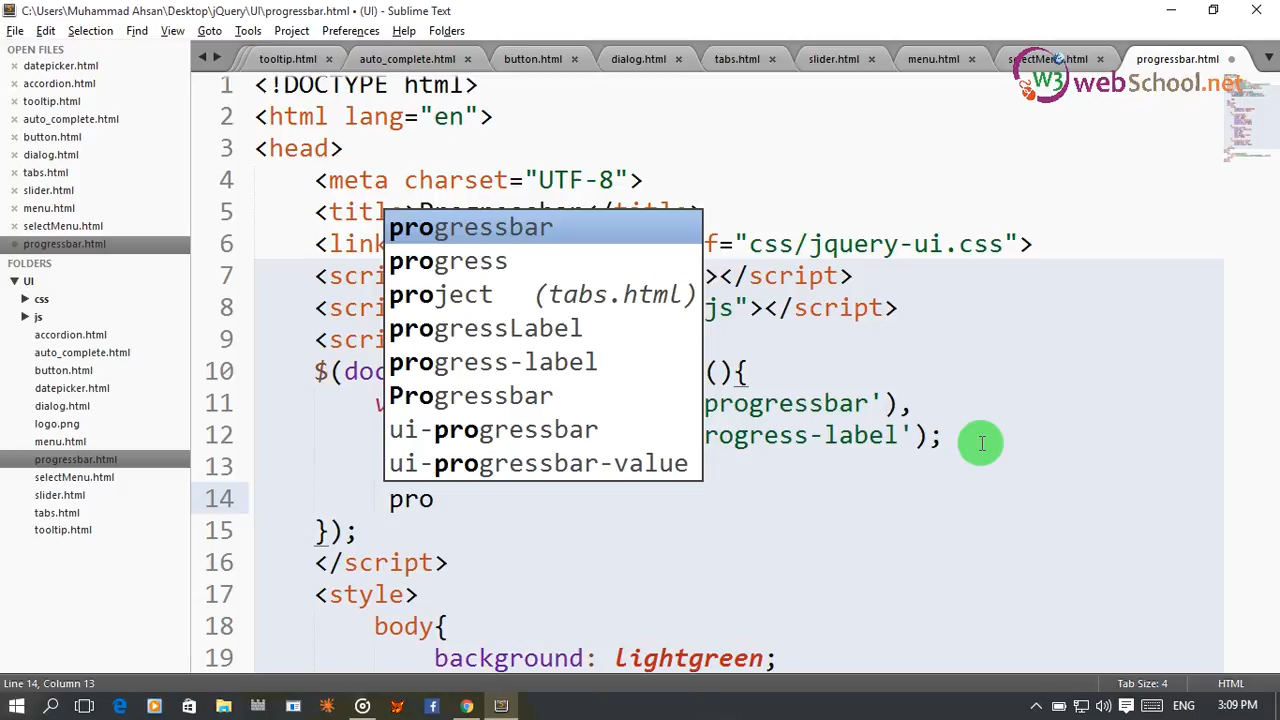 C:\Users\Muhammad Ahsan\Desktop\jQuery\UI\progressbar.html • (UI) - Sublime Text
File Edit Selection Find View Goto Tools Project Preferences Help Folders
OPEN FILES
datepicker.html
accordion.html
tooltip.html
auto_complete.html
button.html
dialog.html
tabs.html
slider.html
menu.html
selectMenu.html
progressbar.html
FOLDERS
UI
css
js
accordion.html
auto_complete.html
button.html
datepicker.html
dialog.html
logo.png
menu.html
progressbar.html
selectMenu.html
slider.html
tabs.html
tooltip.html
tooltip.html auto_complete.html button.html dialog.html tabs.html slider.html menu.html selectMenu.html progressbar.html
W3 webSchool.net
1 <!DOCTYPE html>
2 <html lang="en">
3 <head>
4 <meta charset="UTF-8">
5 <title>Progressbar</title>
6 <link f="css/jquery-ui.css">
7 <scri ></script>
8 <scri js"></script>
9 <scri
10 $(doc (){
11 v progressbar'),
12 rogress-label');
13
14 pro
15 });
16 </script>
17 <style>
18 body{
19 background: lightgreen;
progressbar
progress
project (tabs.html)
progressLabel
progress-label
Progressbar
ui-progressbar
ui-progressbar-value
Line 14, Column 13 Tab Size: 4 HTML
ENG 3:09 PM